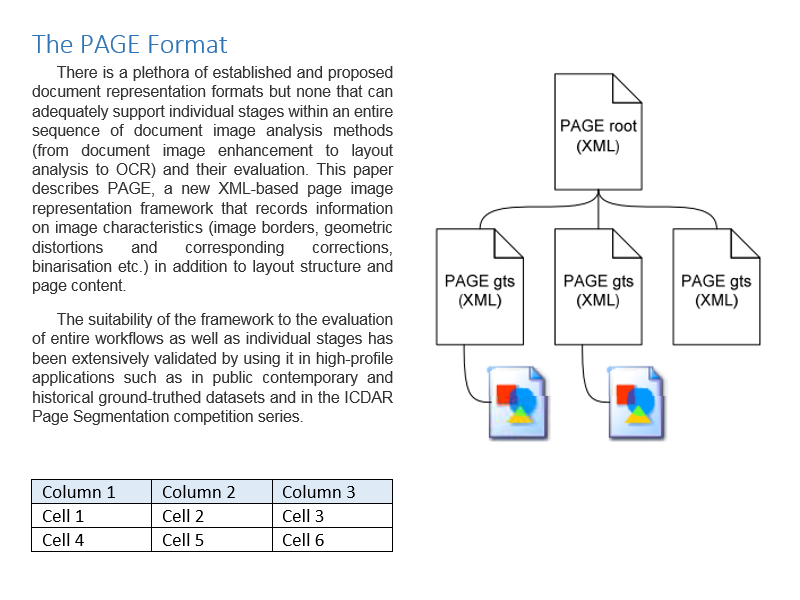 The PAGE Format
There is a plethora of established and proposed
document representation formats but none that can
adequately support individual stages within an entire
sequence of document image analysis methods
(from document image enhancement to layout
analysis to OCR) and their evaluation. This paper
describes PAGE, a new XML-based page image
representation framework that records information
on image characteristics (image borders, geometric
distortions and corresponding corrections,
binarisation etc.) in addition to layout structure and
page content.
The suitability of the framework to the evaluation
of entire workflows as well as individual stages has
been extensively validated by using it in high-profile
applications such as in public contemporary and
historical ground-truthed datasets and in the ICDAR
Page Segmentation competition series.
Column 1 Column 2 Column 3
Cell 1 Cell 2 Cell 3
Cell 4 Cell 5 Cell 6
PAGE root
(XML)
PAGE gts
(XML)
PAGE gts
(XML)
PAGE gts
(XML)